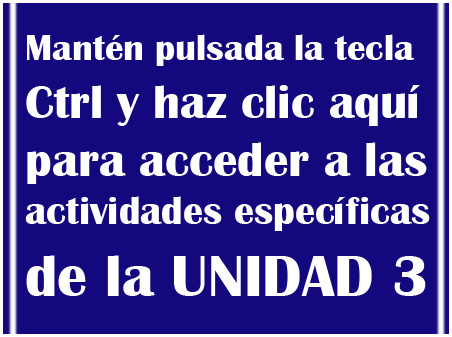 Mantén pulsada la tecla
Ctrl y haz clic aquí
para acceder a las
actividades específicas
de la UNIDAD 3